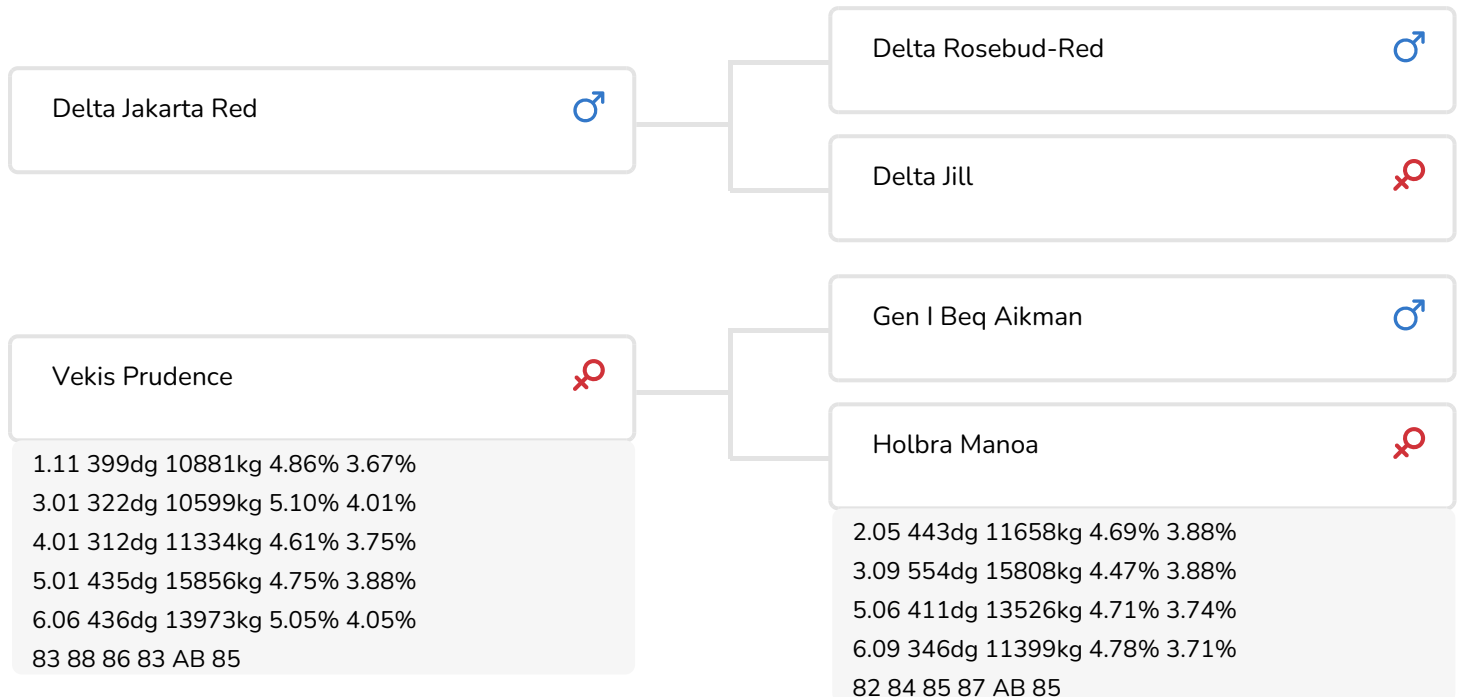 Delta Jakarta Red
Delta Rosebud-Red
Delta Jill
Vekis Prudence
1.11 399dg 10881kg 4.86% 3.67%
3.01 322dg 10599kg 5.10% 4.01%
4.01 312dg 11334kg 4.61% 3.75%
5.01 435dg 15856kg 4.75% 3.88%
6.06 436dg 13973kg 5.05% 4.05%
83 88 86 83 AB 85
Gen I Beq Aikman
Holbra Manoa
2.05 443dg 11658kg 4.69% 3.88%
3.09 554dg 15808kg 4.47% 3.88%
5.06 411dg 13526kg 4.71% 3.74%
6.09 346dg 11399kg 4.78% 3.71%
82 84 85 87 AB 85